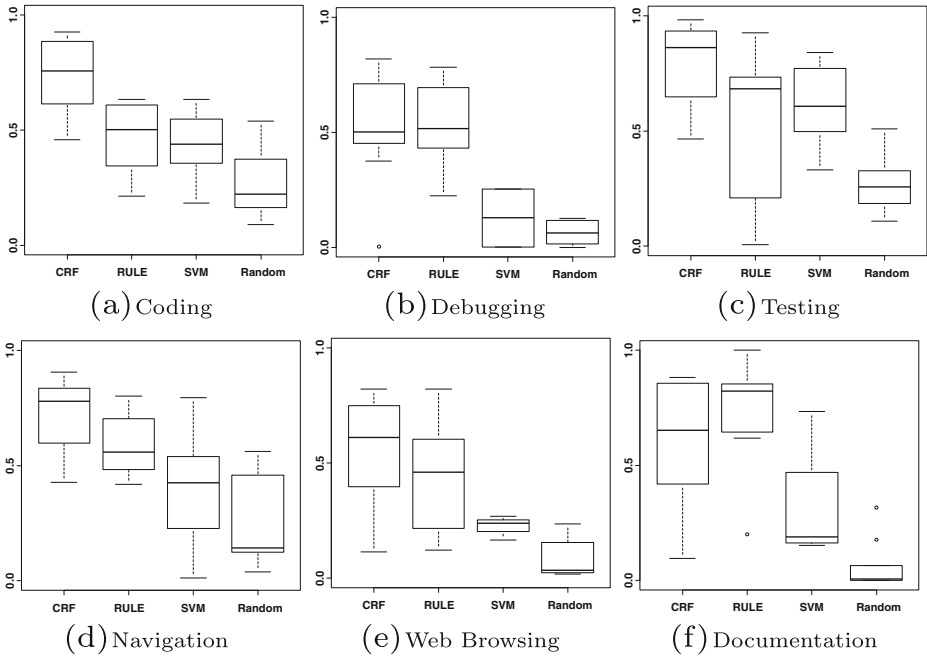 1.0
0.5
0.0
CRF RULE SVM Random
(a) Coding
1.0
0.5
0.0
CRF RULE SVM Random
(b) Debugging
1.0
0.5
0.0
CRF RULE SVM Random
(c) Testing
1.0
0.5
0.0
CRF RULE SVM Random
(d) Navigation
1.0
0.5
0.0
CRF RULE SVM Random
(e) Web Browsing
1.0
0.5
0.0
CRF RULE SVM Random
(f) Documentation